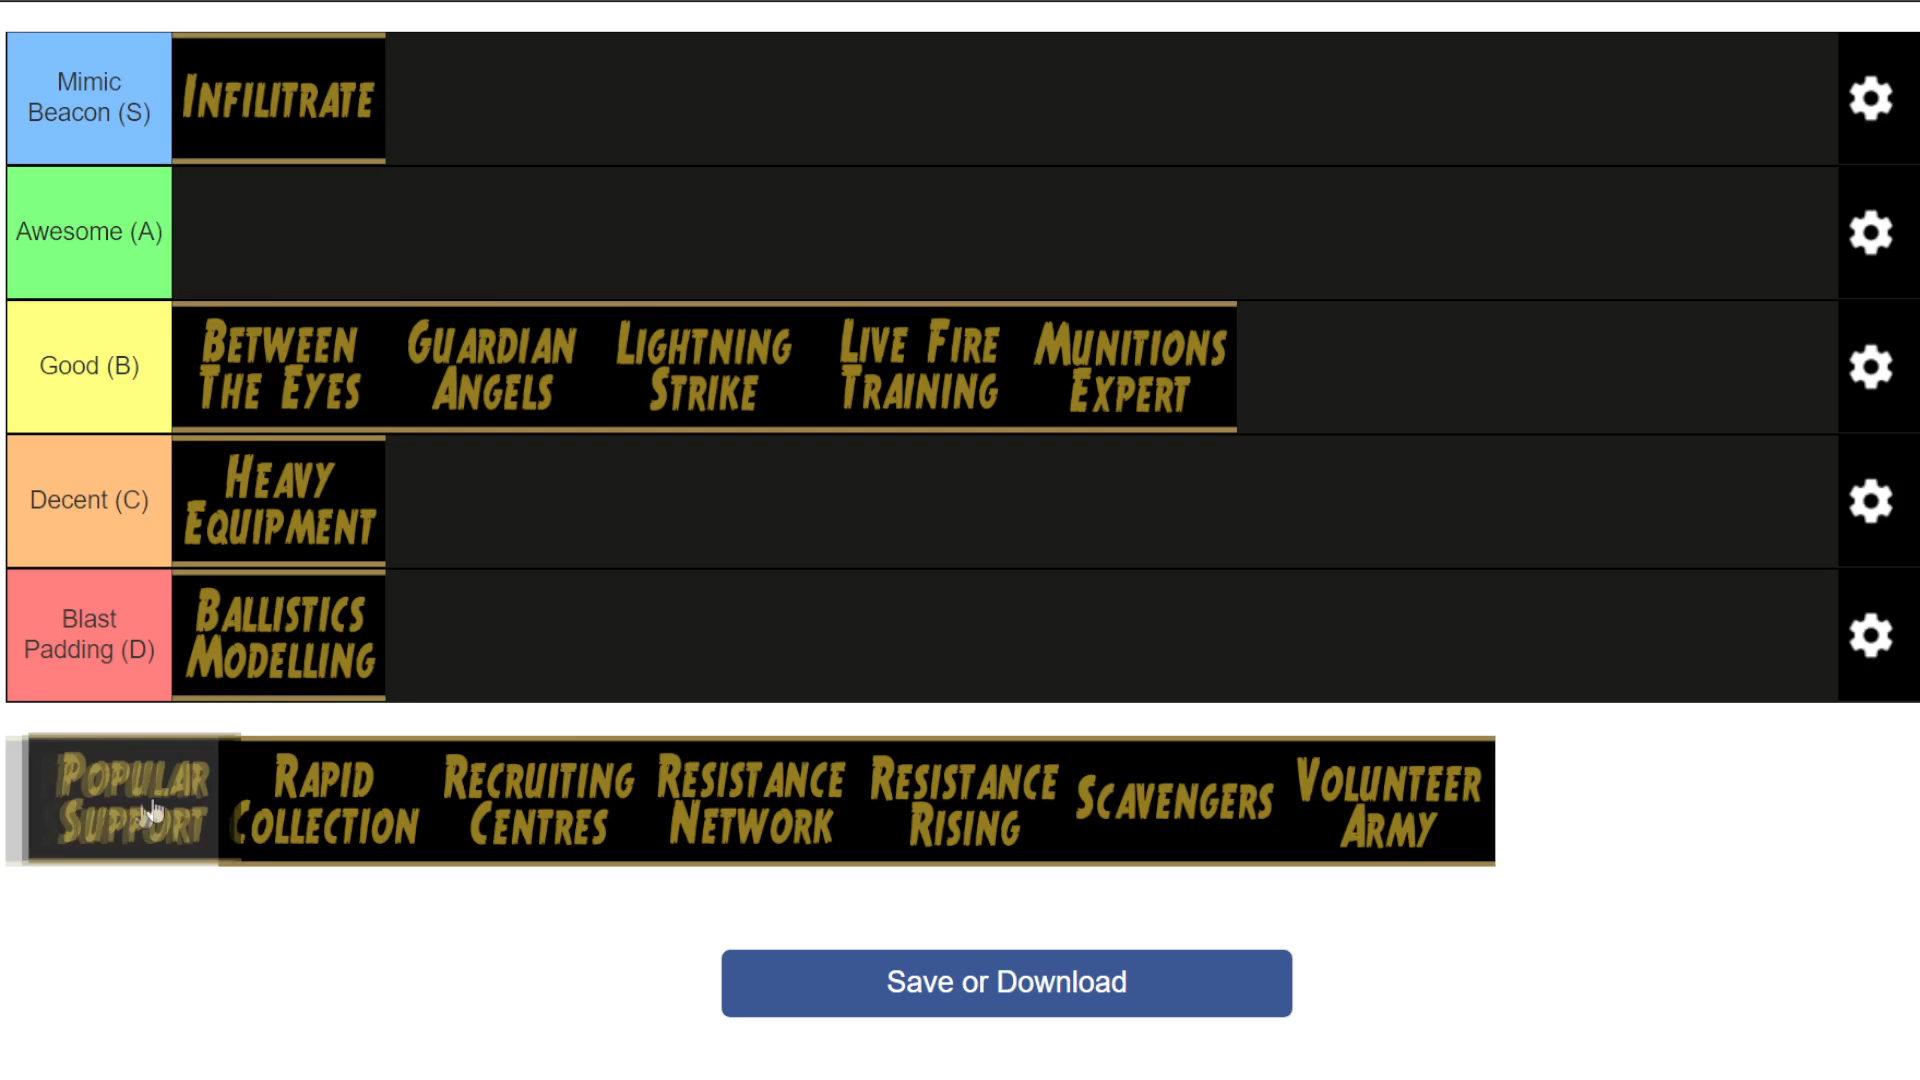 Mimic
Beacon (S)
INFILITRATE
Awesome (A)
Good (B)
BETWEEN
THE EYES
GUARDIAN
ANGELS
LIGHTNING
STRIKE
LIVE FIRE
TRAINING
MUNITIONS
EXPERT
Decent (C)
HEAVY
EQUIPMENT
Blast
Padding (D)
BALLISTICS
MODELLING
POPULAR
SUPPORT
RAPID
COLLECTION
RECRUITING
CENTRES
RESISTANCE
NETWORK
RESISTANCE
RISING
SCAVENGERS
VOLUNTEER
ARMY
Save or Download